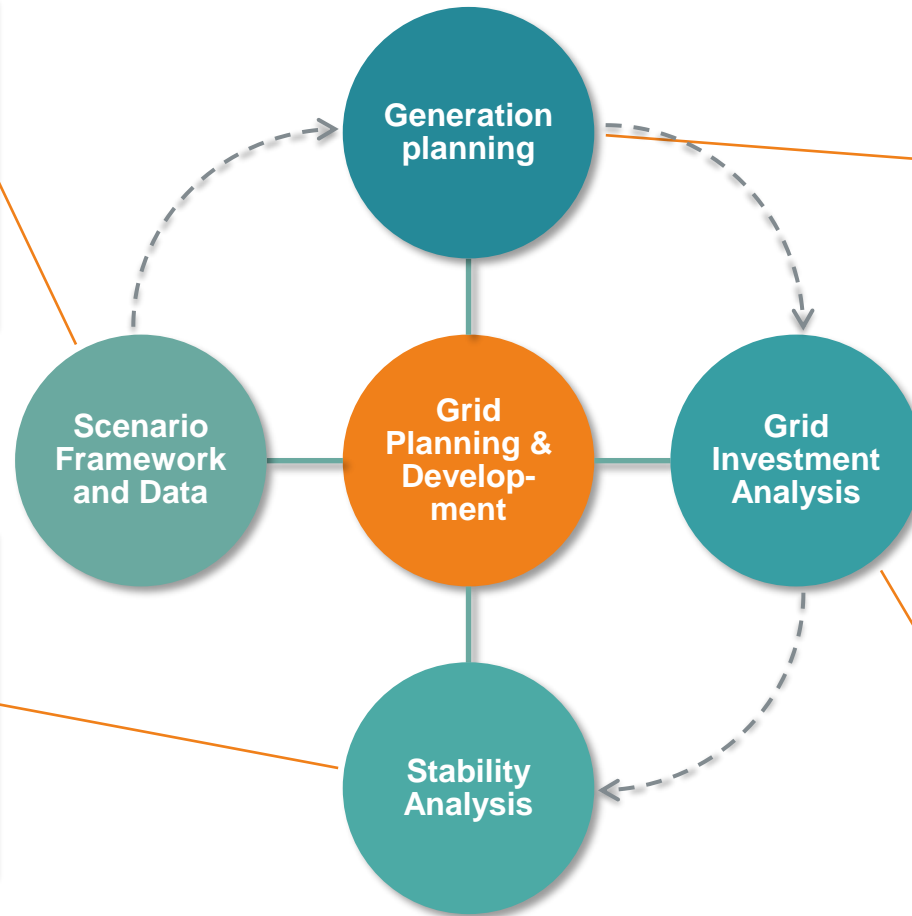 Generation
planning
Scenario
Framework
and Data
Grid
Planning &
Develop-
ment
Grid
Investment
Analysis
Stability
Analysis